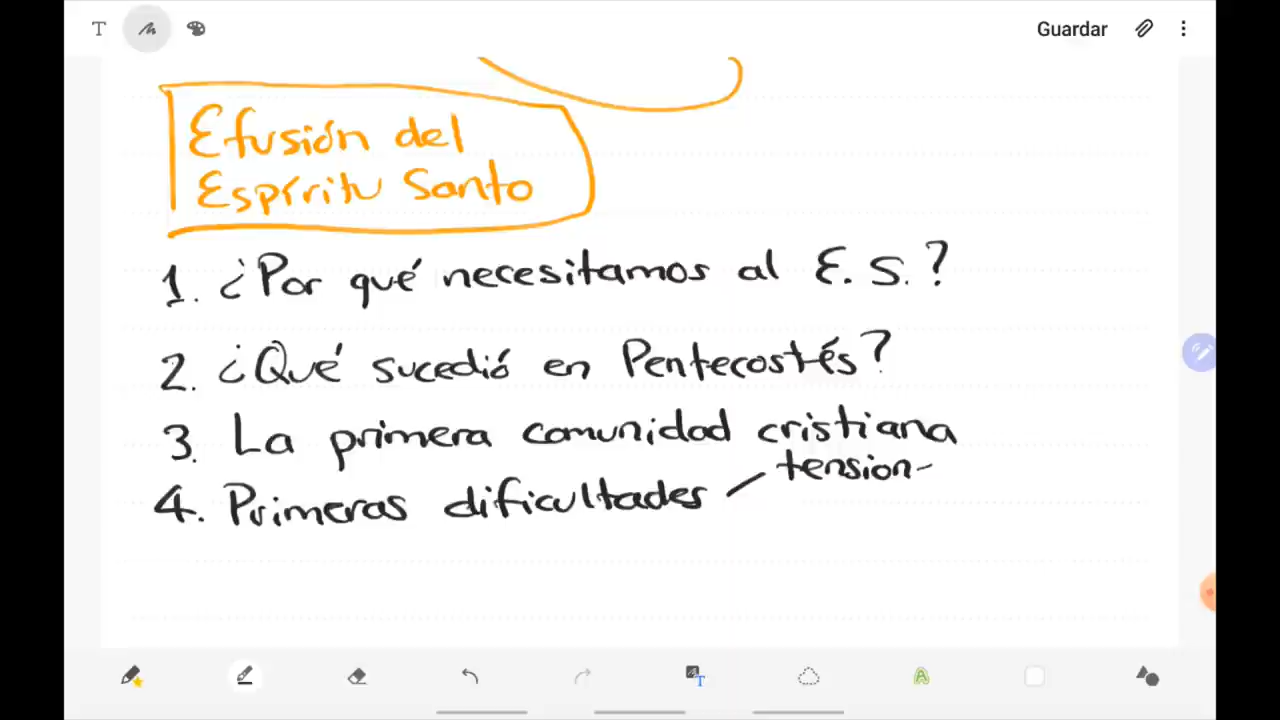 T
Guardar
Efusión del
Espíritu Santo
1. ¿Por qué necesitamos al E. S.?
2. ¿Qué sucedió en Pentecostés?
3. La primera comunidad cristiana
4. Primeras dificultades
tension-